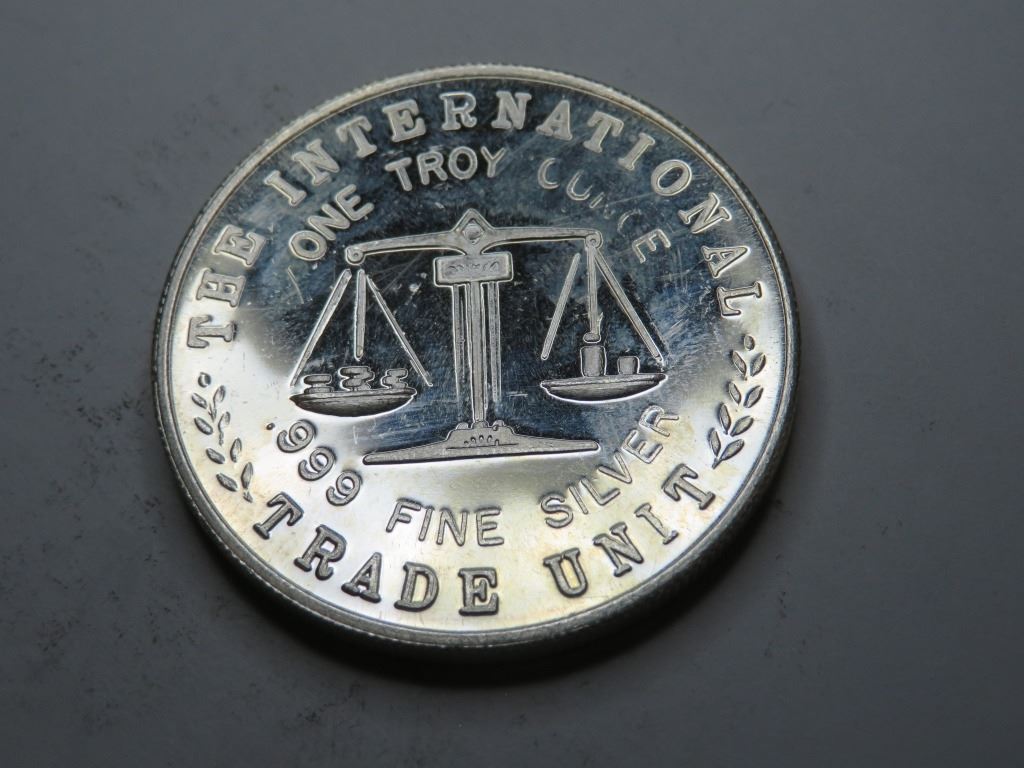 THE INTERNATIONAL
ONE TROY OUNCE
.999 FINE SILVER
TRADE UNIT